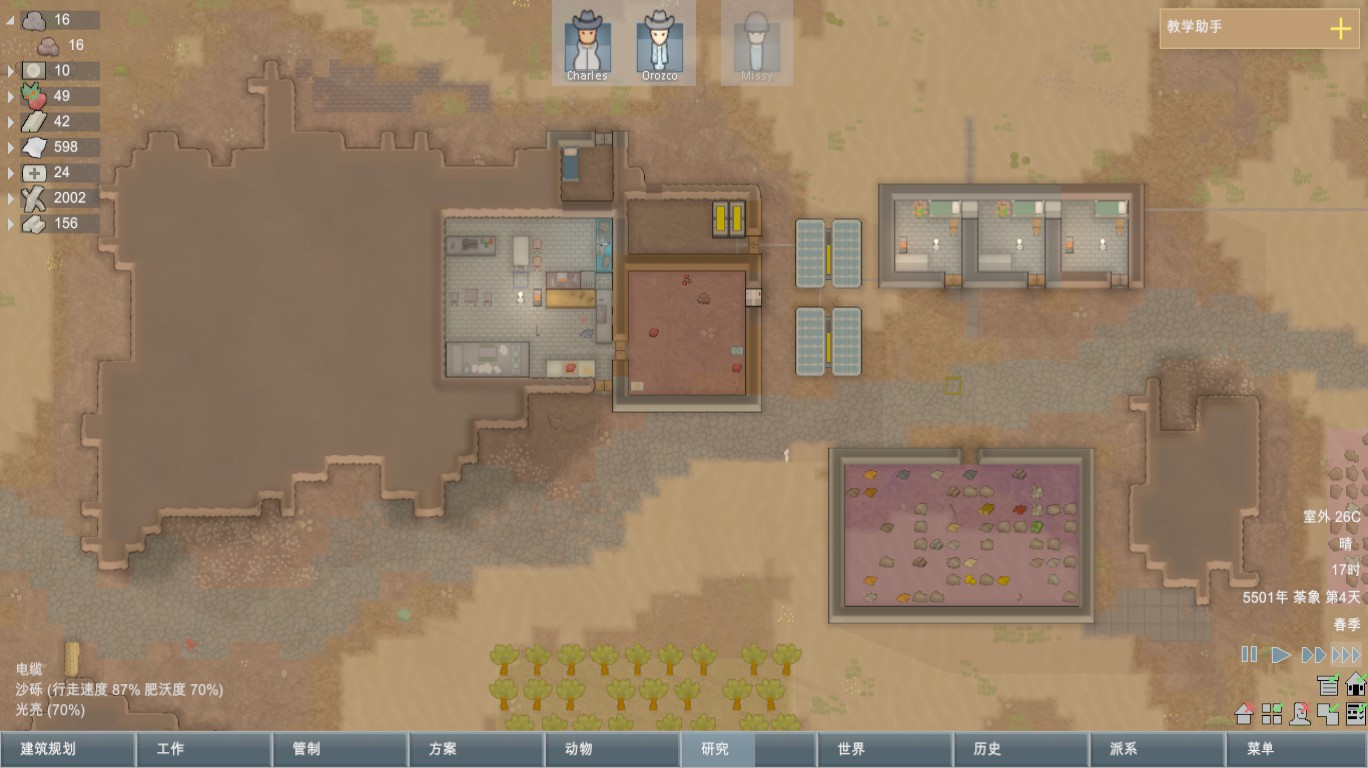 16
16
10
49
42
598
24
2002
156
Charles
Orozco
Missy
教学助手
室外 26C
晴
17时
5501年 荼象 第4天
春季
电缆
沙砾 (行走速度 87% 肥沃度 70%)
光亮 (70%)
建筑规划
工作
管制
方案
动物
研究
世界
历史
派系
菜单